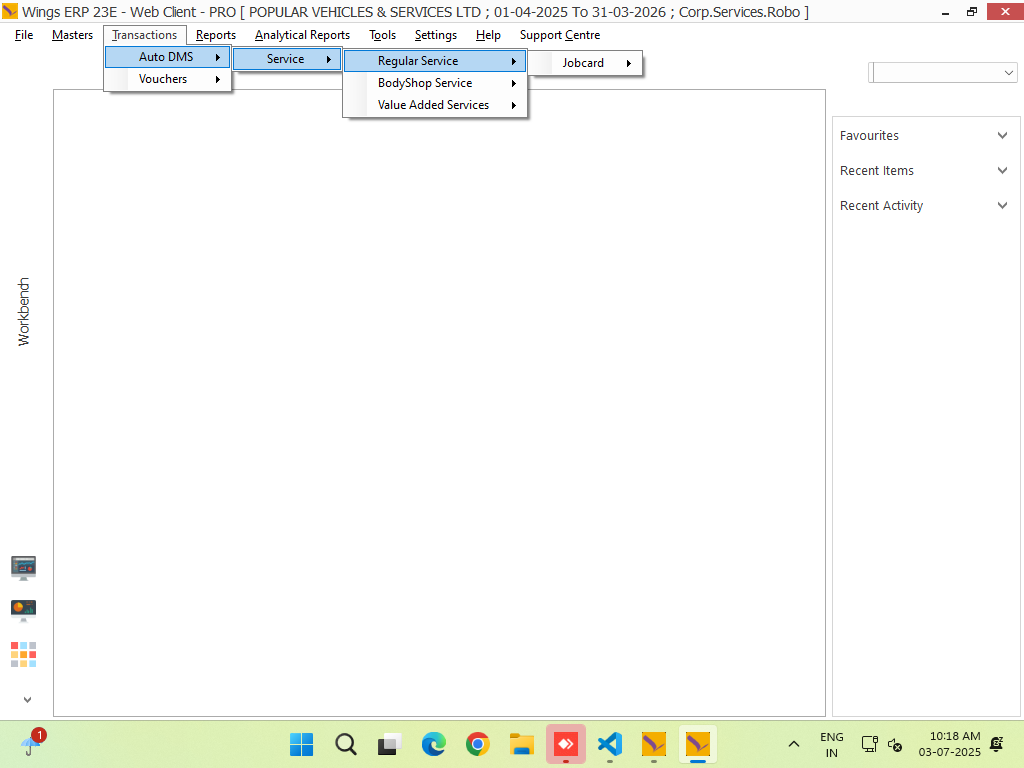 Wings ERP 23E - Web Client - PRO [ POPULAR VEHICLES & SERVICES LTD ; 01-04-2025 To 31-03-2026 ; Corp.Services.Robo ]
File Masters Transactions Reports Analytical Reports Tools Settings Help Support Centre
Auto DMS
Vouchers
Service
Regular Service
BodyShop Service
Value Added Services
Jobcard
Favourites
Recent Items
Recent Activity
Workbench
1
ENG
IN
10:18 AM
03-07-2025